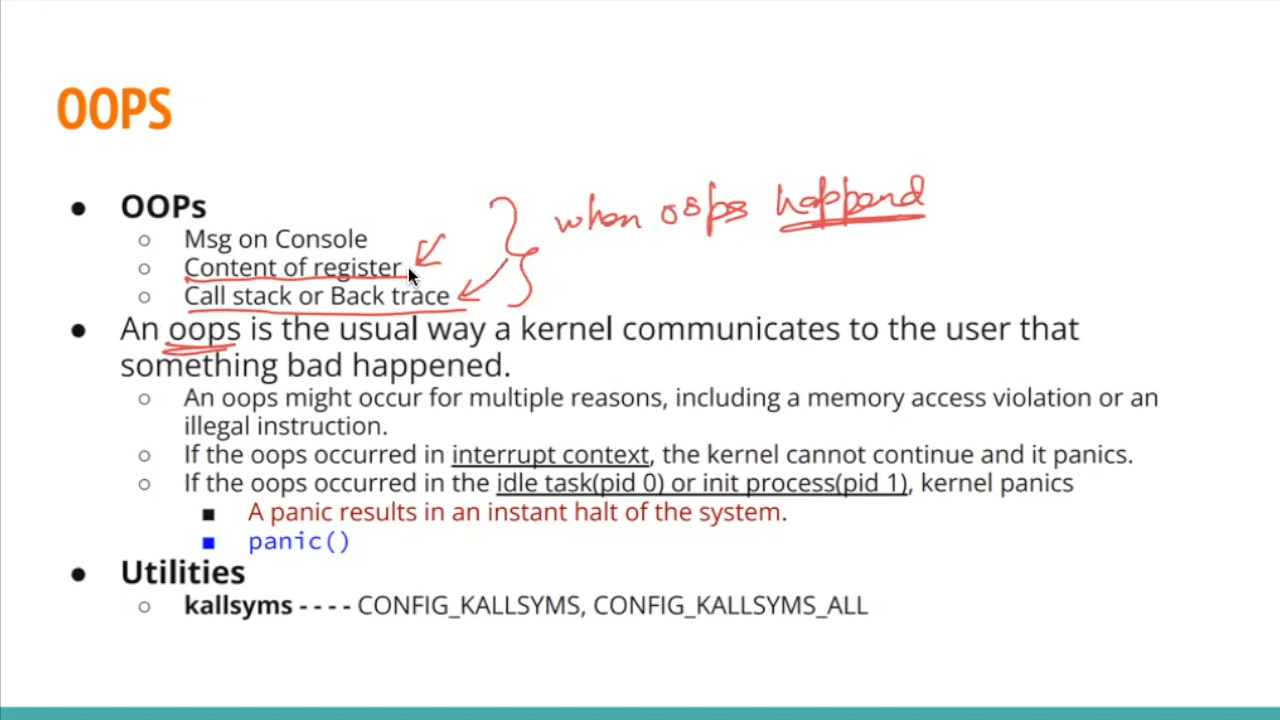 OOPS
● OOPs
○ Msg on Console
○ Content of register
○ Call stack or Back trace
when oops happend
● An oops is the usual way a kernel communicates to the user that
something bad happened.
○ An oops might occur for multiple reasons, including a memory access violation or an
illegal instruction.
○ If the oops occurred in interrupt context, the kernel cannot continue and it panics.
○ If the oops occurred in the idle task(pid 0) or init process(pid 1), kernel panics
■ A panic results in an instant halt of the system.
■ panic()
● Utilities
○ kallsyms - - - - CONFIG_KALLSYMS, CONFIG_KALLSYMS_ALL